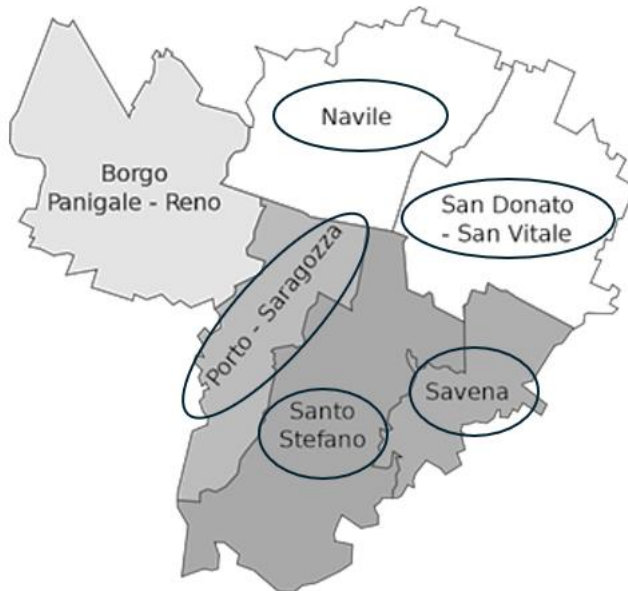 Navile
Borgo
Panigale - Reno
San Donato
- San Vitale
Porto - Saragozza
Savena
Santo
Stefano